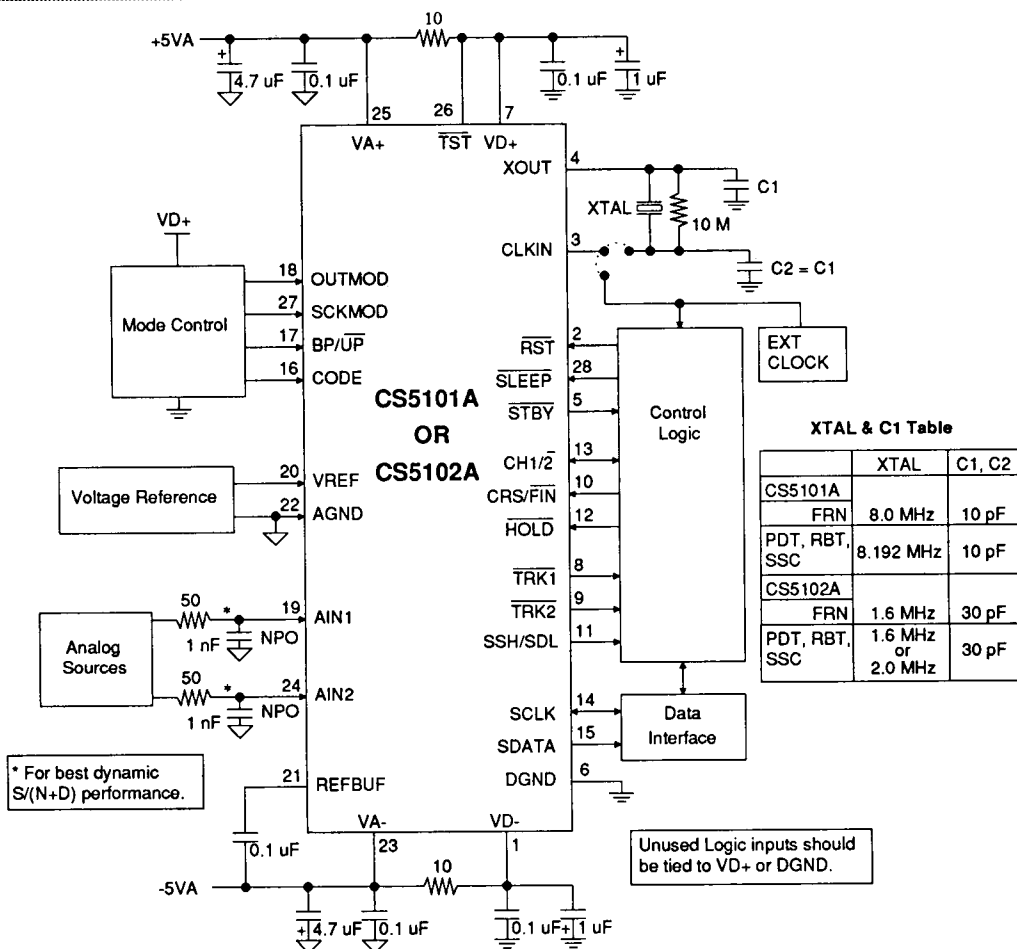 10
+5VA
+
4.7 uF
0.1 uF
0.1 uF
+
1 uF
25
26
7
VA+
TST
VD+
XOUT
4
C1
XTAL
10 M
CLKIN
3
C2 = C1
VD+
Mode Control
18
OUTMOD
27
SCKMOD
17
BP/UP
16
CODE
CS5101A
OR
CS5102A
RST
2
SLEEP
28
STBY
5
CH1/2
13
CRS/FIN
10
HOLD
12
TRK1
8
TRK2
9
SSH/SDL
11
Control
Logic
EXT
CLOCK
Voltage Reference
20
VREF
22
AGND
Analog
Sources
50
*
19
AIN1
1 nF
NPO
50
*
24
AIN2
1 nF
NPO
SCLK
14
SDATA
15
Data
Interface
DGND
6
* For best dynamic
S/(N+D) performance.
21
REFBUF
0.1 uF
VA-
VD-
23
1
10
-5VA
+
4.7 uF
0.1 uF
0.1 uF
+
1 uF
Unused Logic inputs should
be tied to VD+ or DGND.
XTAL & C1 Table
XTAL C1, C2
CS5101A
FRN 8.0 MHz 10 pF
PDT, RBT,
SSC 8.192 MHz 10 pF
CS5102A
FRN 1.6 MHz 30 pF
PDT, RBT,
SSC
1.6 MHz
or
2.0 MHz
30 pF